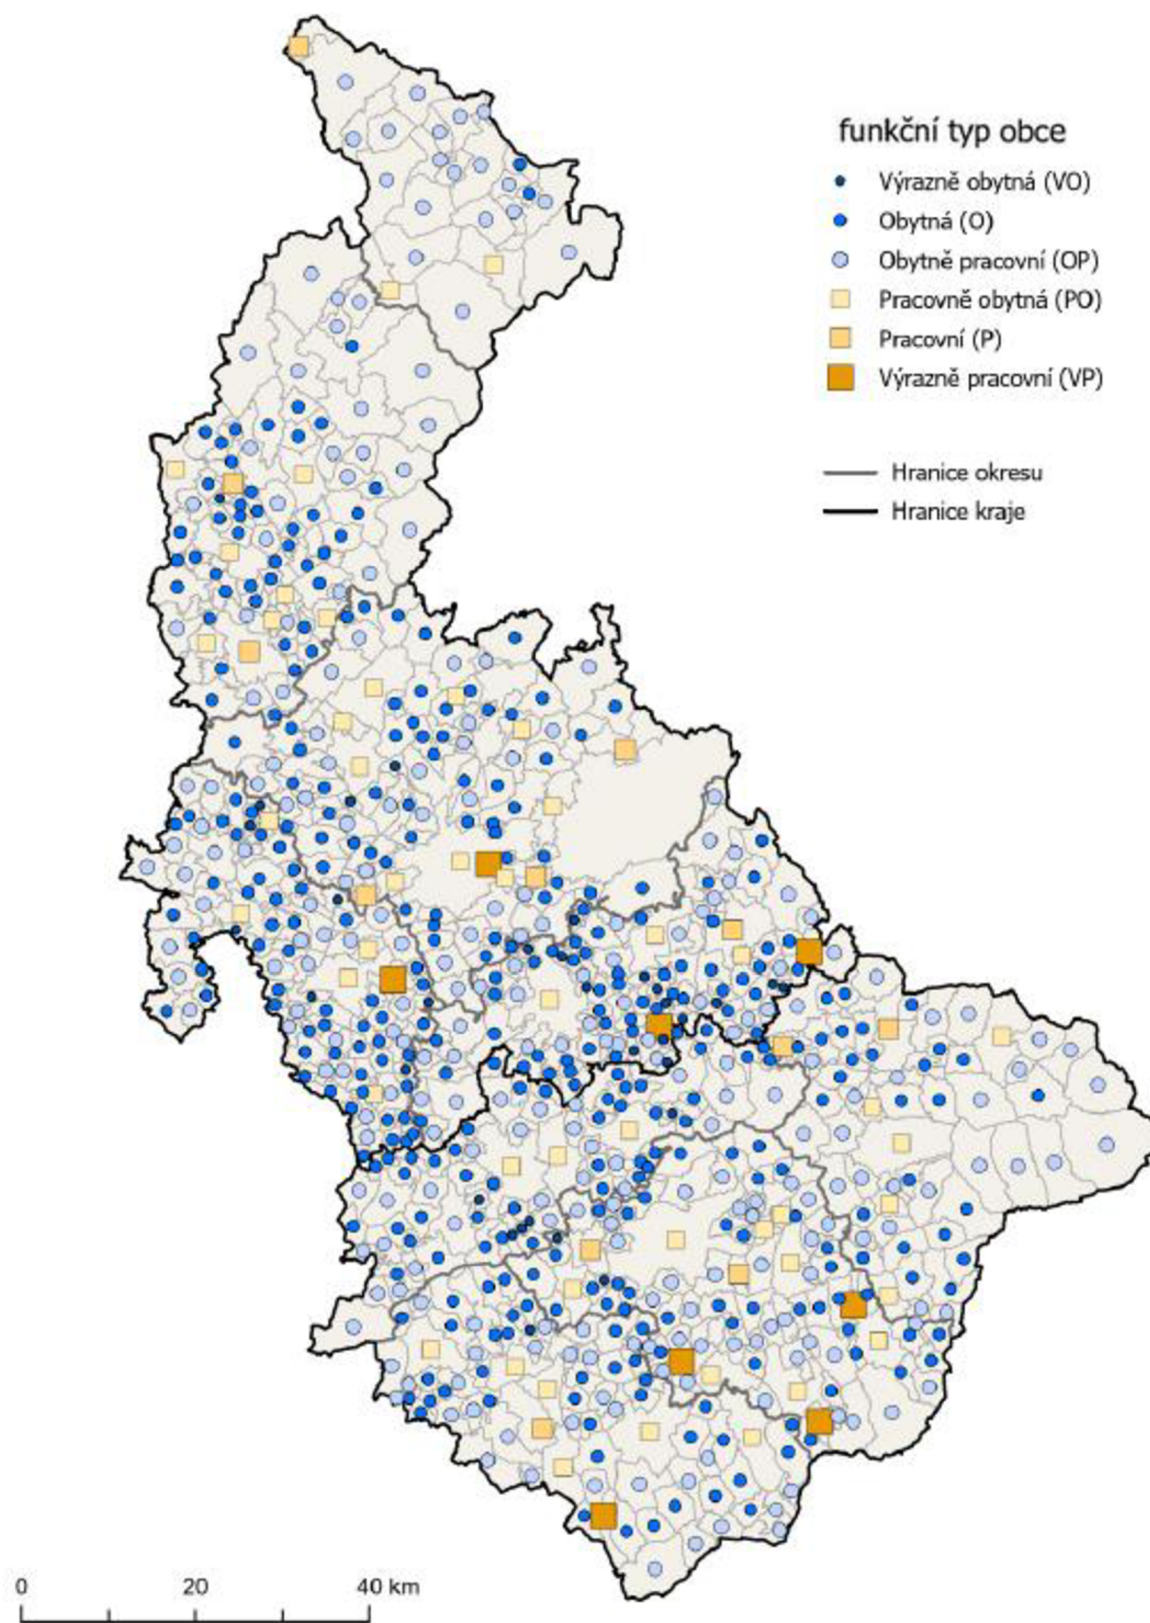 funkční typ obce
Výrazně obytná (VO)
Obytná (O)
Obytně pracovní (OP)
Pracovně obytná (PO)
Pracovní (P)
Výrazně pracovní (VP)
Hranice okresu
Hranice kraje
0 20 40 km